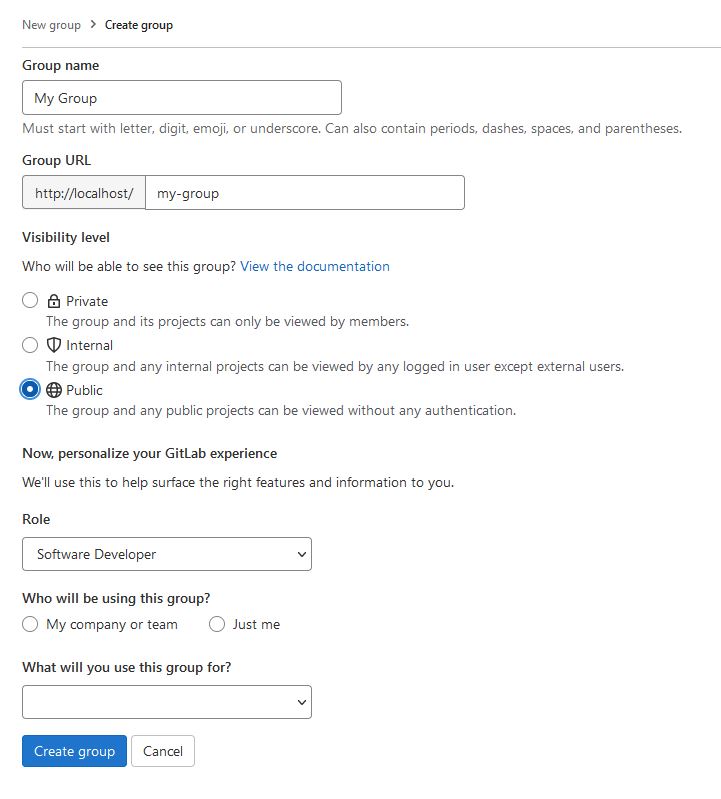 New group > Create group
Group name
My Group
Must start with letter, digit, emoji, or underscore. Can also contain periods, dashes, spaces, and parentheses.
Group URL
http://localhost/ my-group
Visibility level
Who will be able to see this group? View the documentation
Private
The group and its projects can only be viewed by members.
Internal
The group and any internal projects can be viewed by any logged in user except external users.
Public
The group and any public projects can be viewed without any authentication.
Now, personalize your GitLab experience
We'll use this to help surface the right features and information to you.
Role
Software Developer
Who will be using this group?
My company or team Just me
What will you use this group for?
Create group Cancel